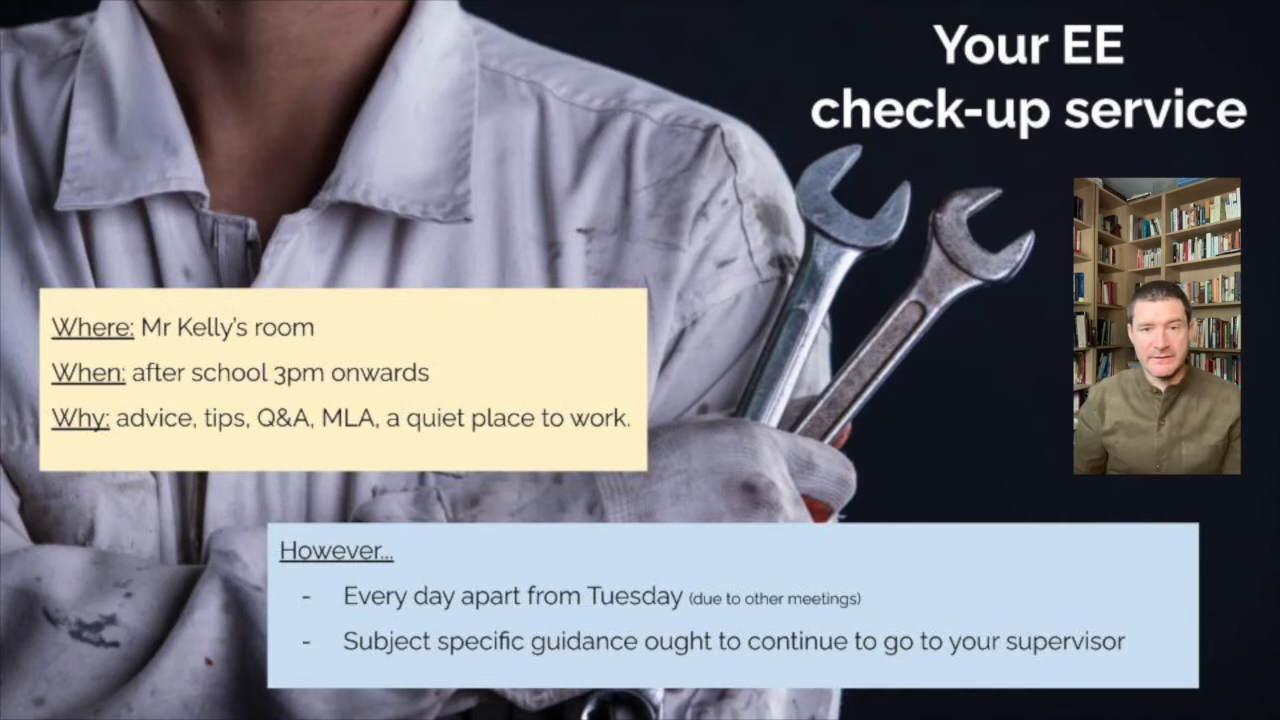 Your EE
check-up service
Where: Mr Kelly's room
When: after school 3pm onwards
Why: advice, tips, Q&A, MLA, a quiet place to work.
However...
- Every day apart from Tuesday (due to other meetings)
- Subject specific guidance ought to continue to go to your supervisor